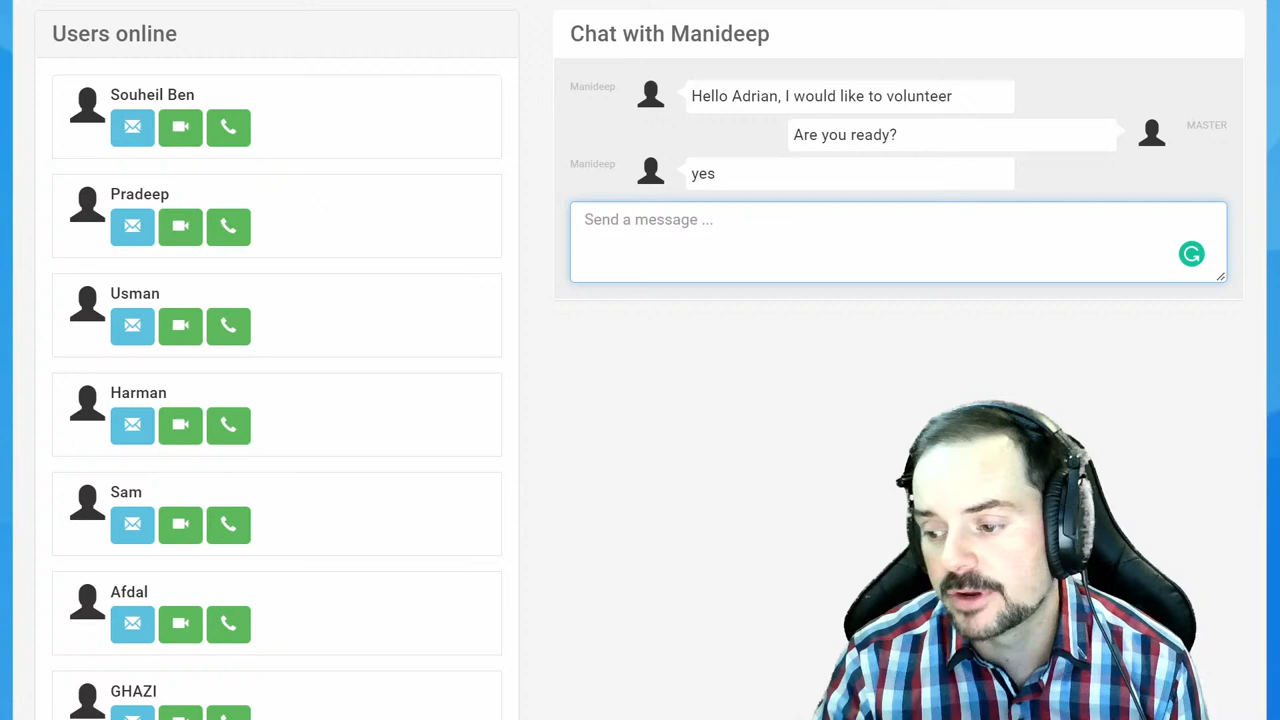 Users online
Souheil Ben
Pradeep
Usman
Harman
Sam
Afdal
GHAZI
Chat with Manideep
Manideep
Hello Adrian, I would like to volunteer
Are you ready?
MASTER
Manideep
yes
Send a message ...